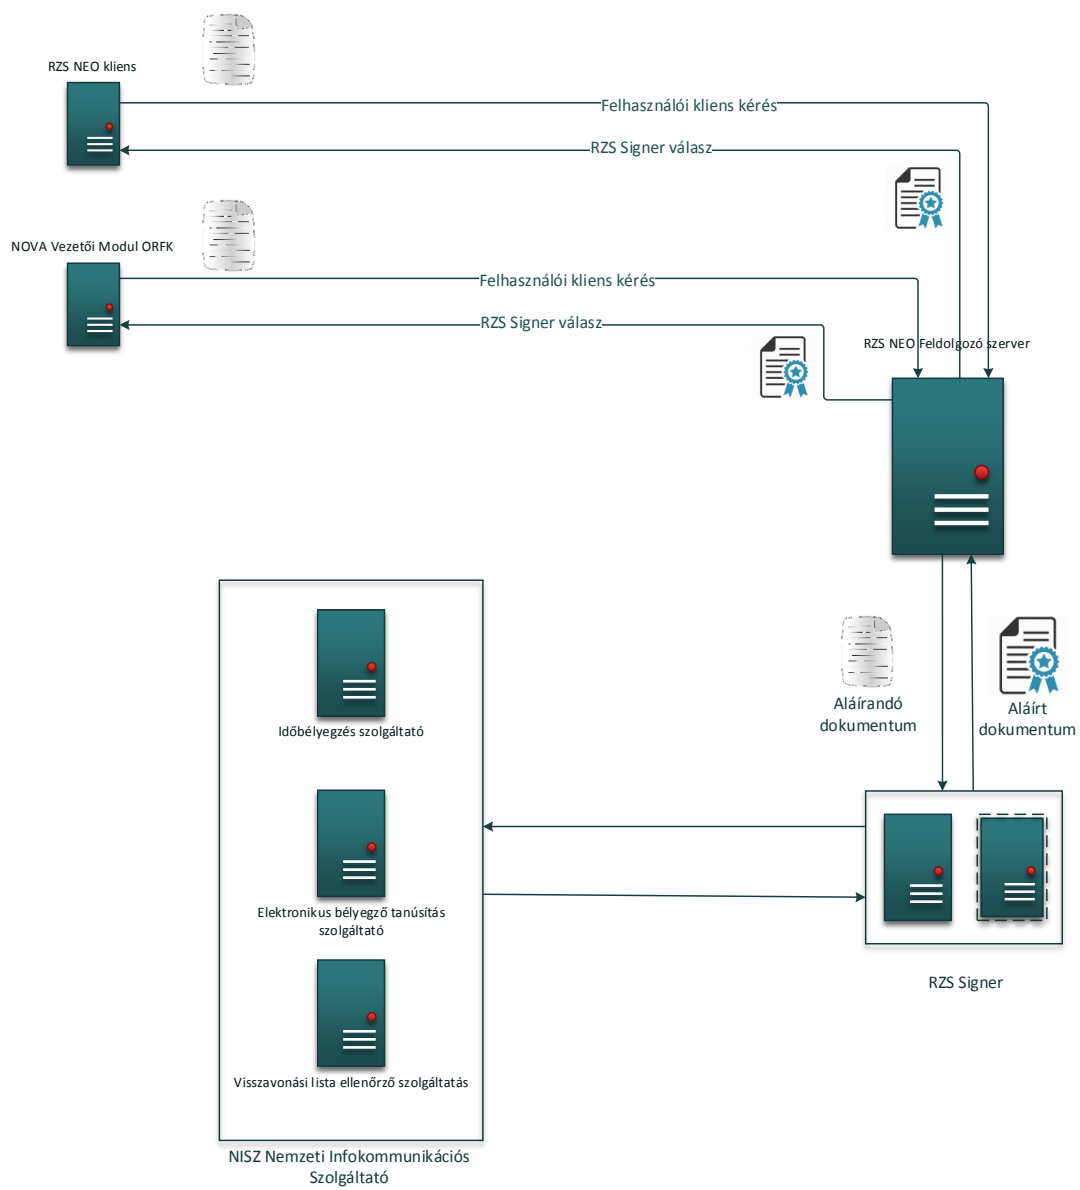 RZS NEO kliens
Felhasználói kliens kérés
RZS Signer válasz
NOVA Vezetői Modul ORFK
Felhasználói kliens kérés
RZS Signer válasz
RZS NEO Feldolgozó szerver
Aláírandó
dokumentum
Aláírt
dokumentum
Időbélyegzés szolgáltató
Elektronikus bélyegző tanúsítás
szolgáltató
Visszavonási lista ellenőrző szolgáltatás
RZS Signer
NISZ Nemzeti Infokommunikációs
Szolgáltató